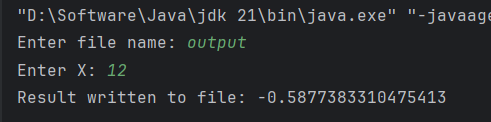 "D:\Software\Java\jdk 21\bin\java.exe" "-javaage
Enter file name: output
Enter X: 12
Result written to file: -0.5877383310475413